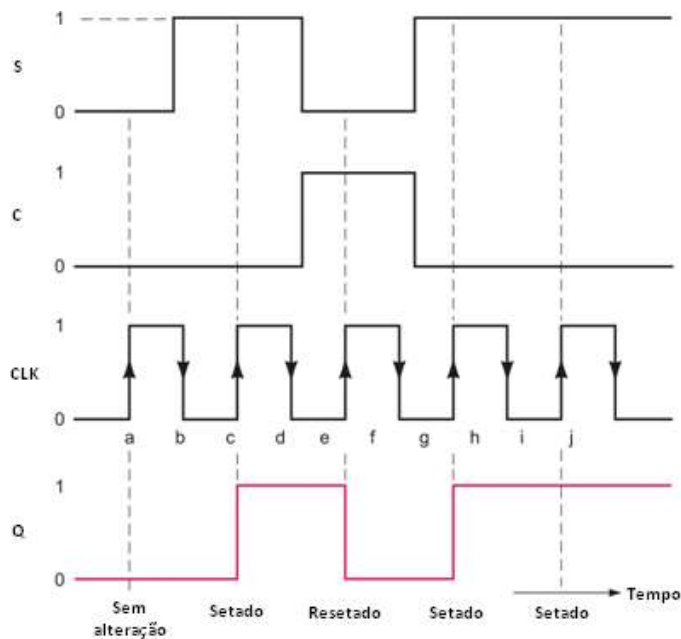 1
S
0
1
C
0
1
CLK
0
a b c d e f g h i j
1
Q
0
Tempo
Sem alteração
Setado
Resetado
Setado
Setado